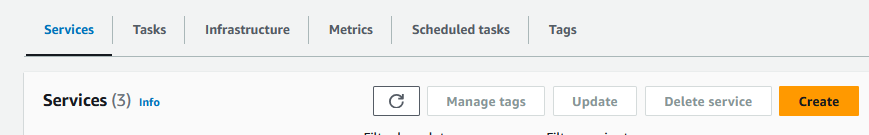 Services Tasks Infrastructure Metrics Scheduled tasks Tags
Services (3) Info Manage tags Update Delete service Create